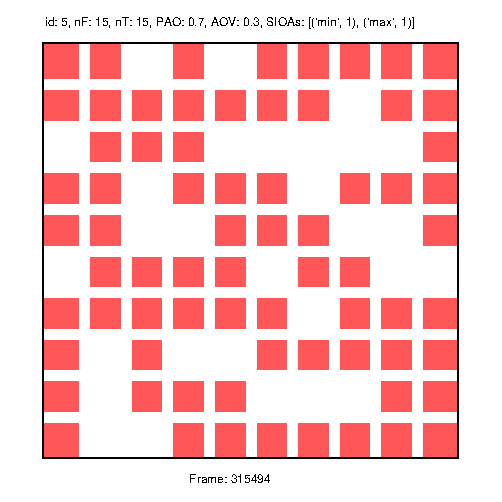 id: 5, nF: 15, nT: 15, PAO: 0.7, AOV: 0.3, SIOAs: [('min', 1), ('max', 1)]
Frame: 315494